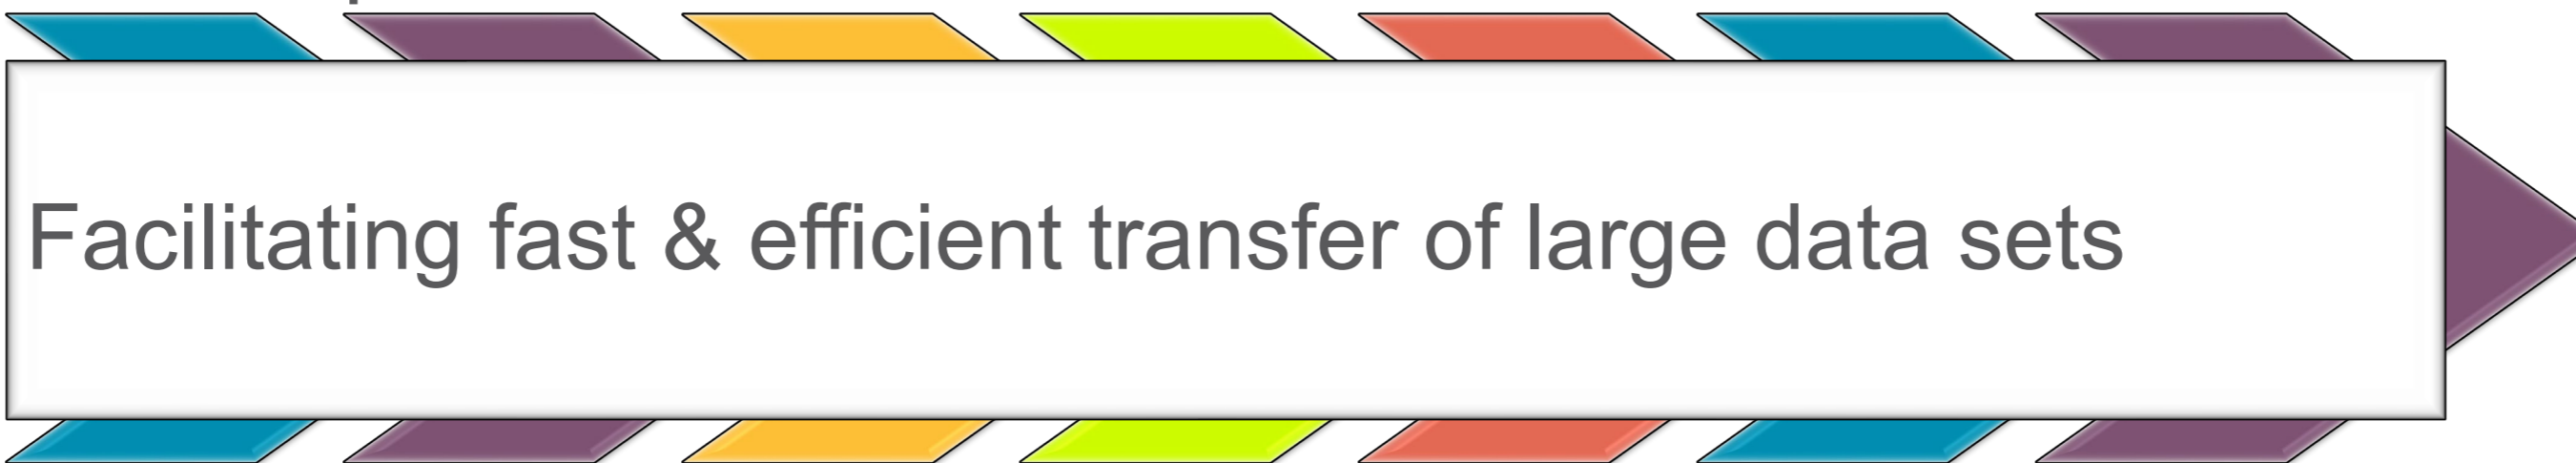 Facilitating fast & efficient transfer of large data sets